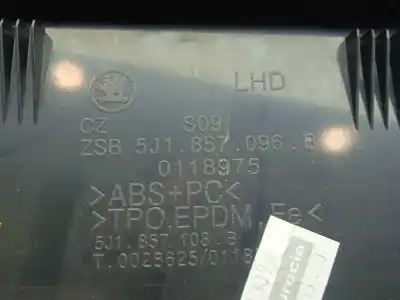 LHD
CZ S09
ZSB 5J1.857.096.B
0118975
>ABS+PC<
>TPO.EPDM.Fe<
5J1.857.108.B
T.0028625/0118